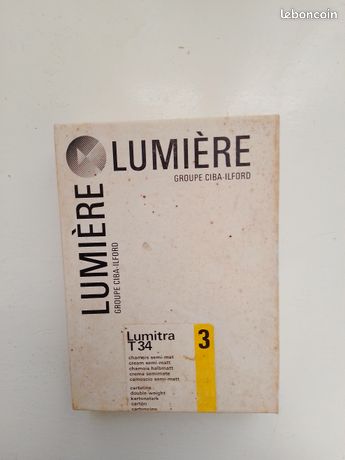 leboncoin
LUMIÈRE
GROUPE CIBA-ILFORD
LUMIÈRE
GROUPE CIBA-ILFORD
Lumitra
T 34
3
chamois semi-mat
cream semi-matt
chamois halbmatt
crema semimate
camoscio semi-matt
cartoline
double weight
kartonstark
cartón
cartoncino